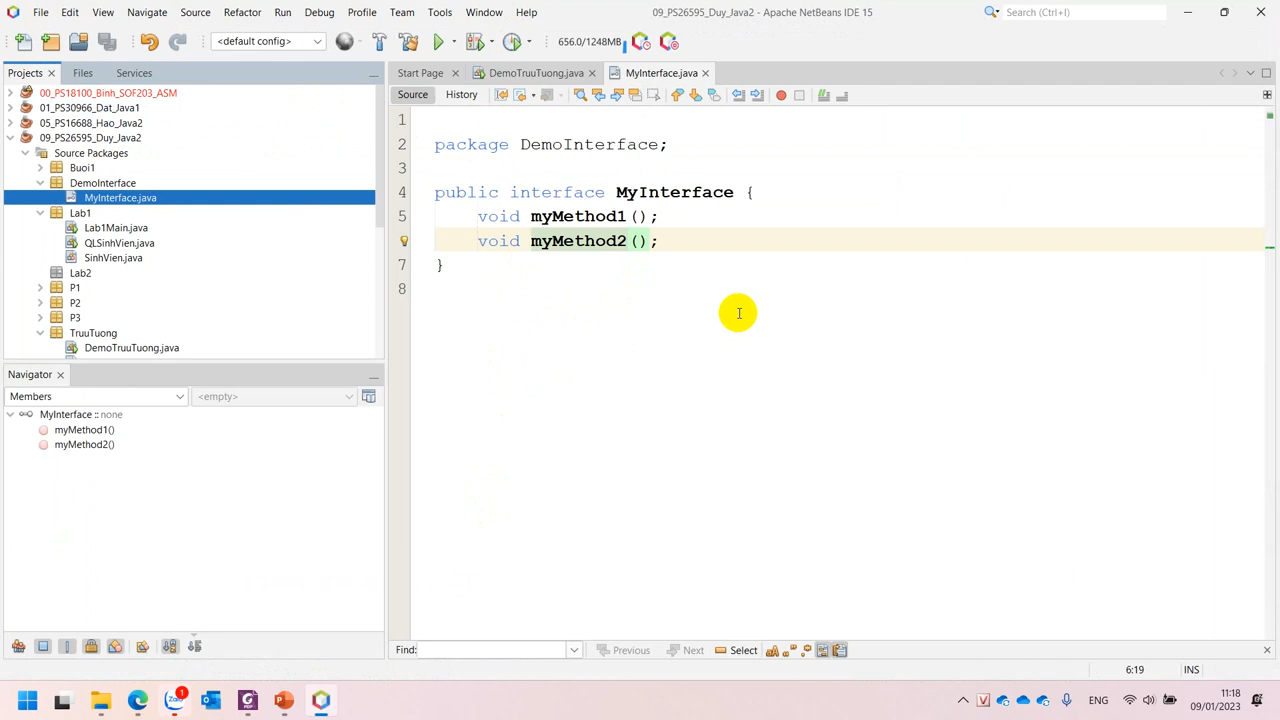 File Edit View Navigate Source Refactor Run Debug Profile Team Tools Window Help
09_PS26595_Duy_Java2 - Apache NetBeans IDE 15
Search (Ctrl+I)
<default config>
656.0/1248MB
Projects
Files
Services
Start Page
DemoTruuTuong.java
MyInterface.java
Source
History
00_PS18100_Binh_SOF203_ASM
01_PS30966_Dat_Java1
05_PS16688_Hao_Java2
09_PS26595_Duy_Java2
Source Packages
Buoi1
DemoInterface
MyInterface.java
Lab1
Lab1Main.java
QLSinhVien.java
SinhVien.java
Lab2
P1
P2
P3
TruuTuong
DemoTruuTuong.java
1
2 package DemoInterface;
3
4 public interface MyInterface {
5 void myMethod1();
void myMethod2();
7 }
8
Navigator
Members
<empty>
MyInterface :: none
myMethod1()
myMethod2()
Find:
Previous
Next
Select
6:19
INS
Zalo
1
ENG
11:18
09/01/2023